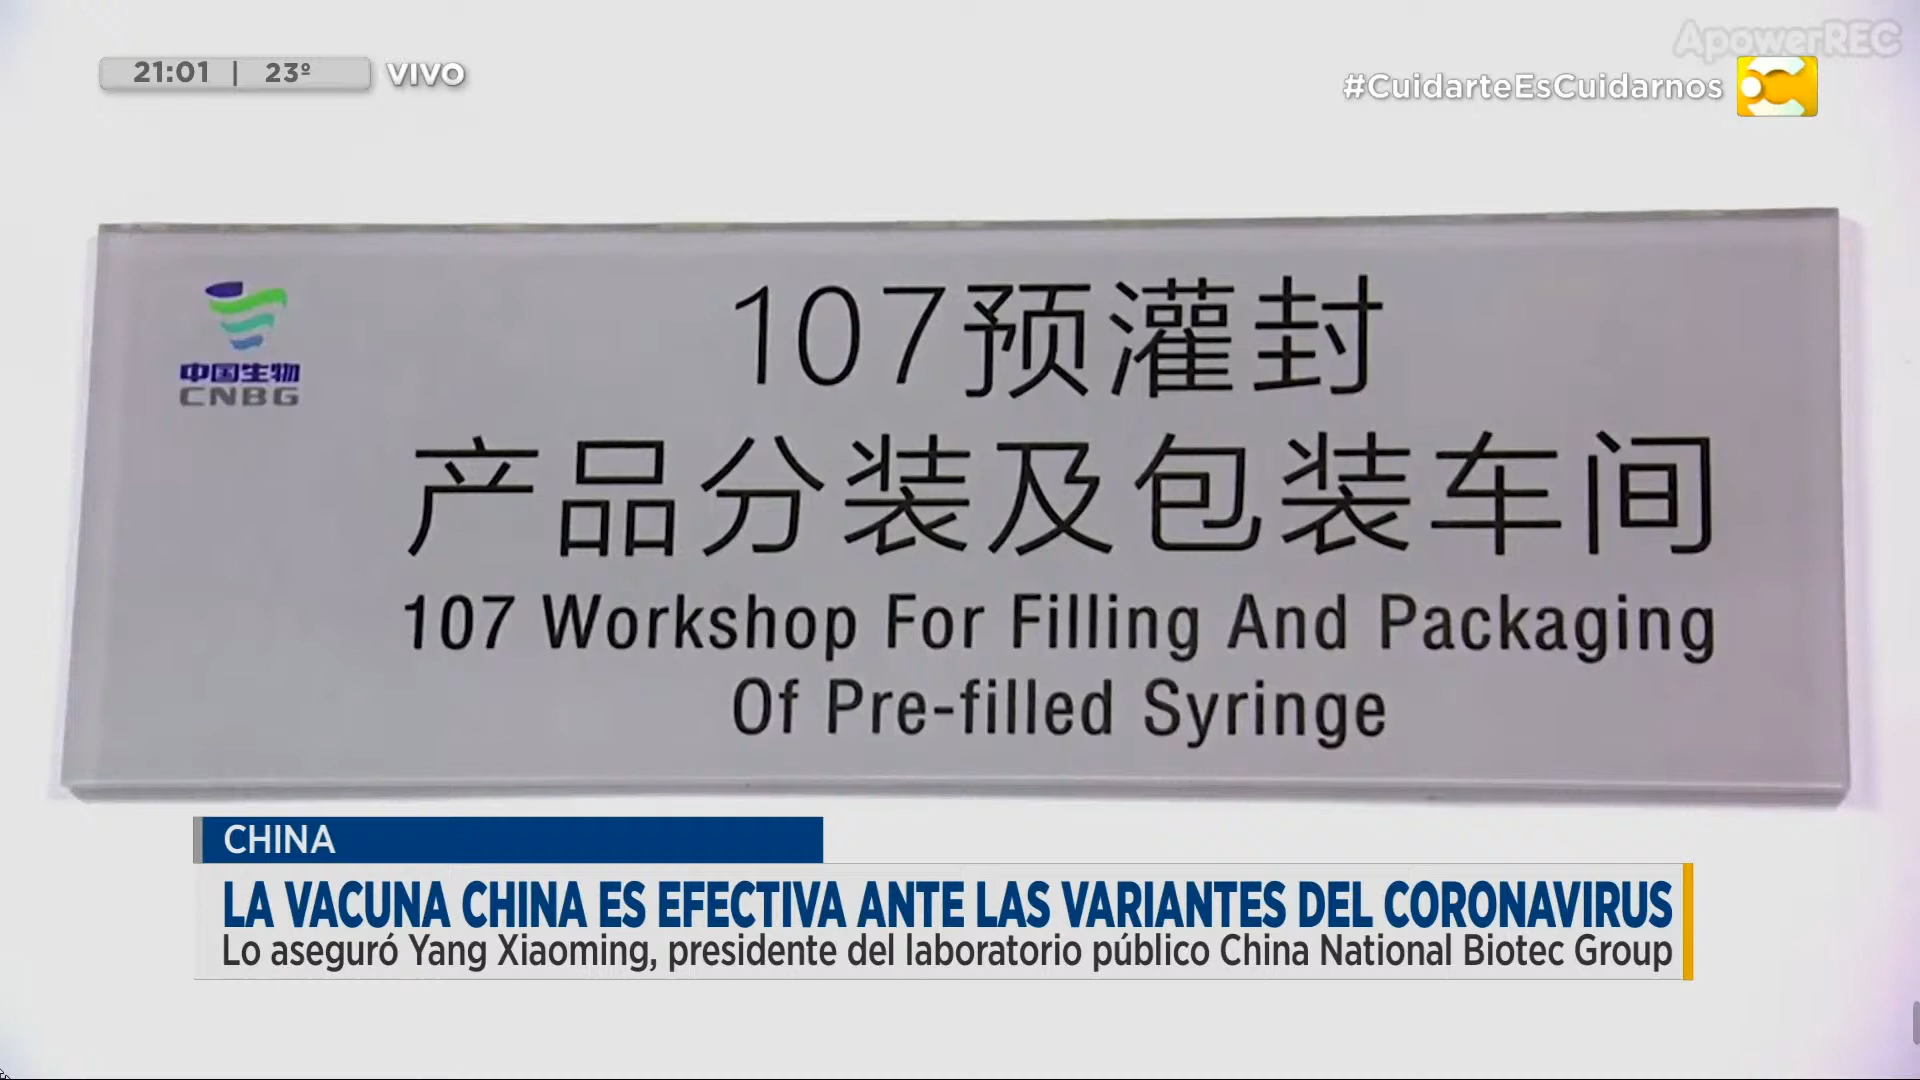 ApowerREC
21:01 | 23º VIVO
#CuidarteEsCuidarnos
中国生物
CNBG
107预灌封
产品分装及包装车间
107 Workshop For Filling And Packaging
Of Pre-filled Syringe
CHINA
LA VACUNA CHINA ES EFECTIVA ANTE LAS VARIANTES DEL CORONAVIRUS
Lo aseguró Yang Xiaoming, presidente del laboratorio público China National Biotec Group